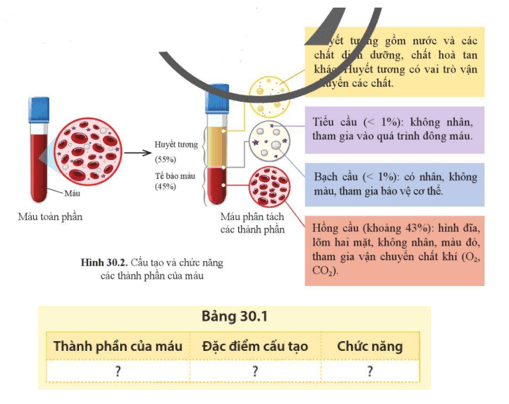 Huyết tương gồm nước và các
chất dinh dưỡng, chất hoà tan
khác. Huyết tương có vai trò vận
chuyển các chất.
Tiểu cầu (< 1%): không nhân,
tham gia vào quá trình đông máu.
Huyết tương
(55%)
Tế bào máu
(45%)
Bạch cầu (< 1%): có nhân, không
màu, tham gia bảo vệ cơ thể.
Máu
Máu toàn phần
Máu phân tách
các thành phần
Hồng cầu (khoảng 43%): hình đĩa,
lõm hai mặt, không nhân, màu đỏ,
tham gia vận chuyển chất khí (O₂,
CO₂).
Hình 30.2. Cấu tạo và chức năng
các thành phần của máu
Bảng 30.1
Thành phần của máu Đặc điểm cấu tạo Chức năng
? ? ?